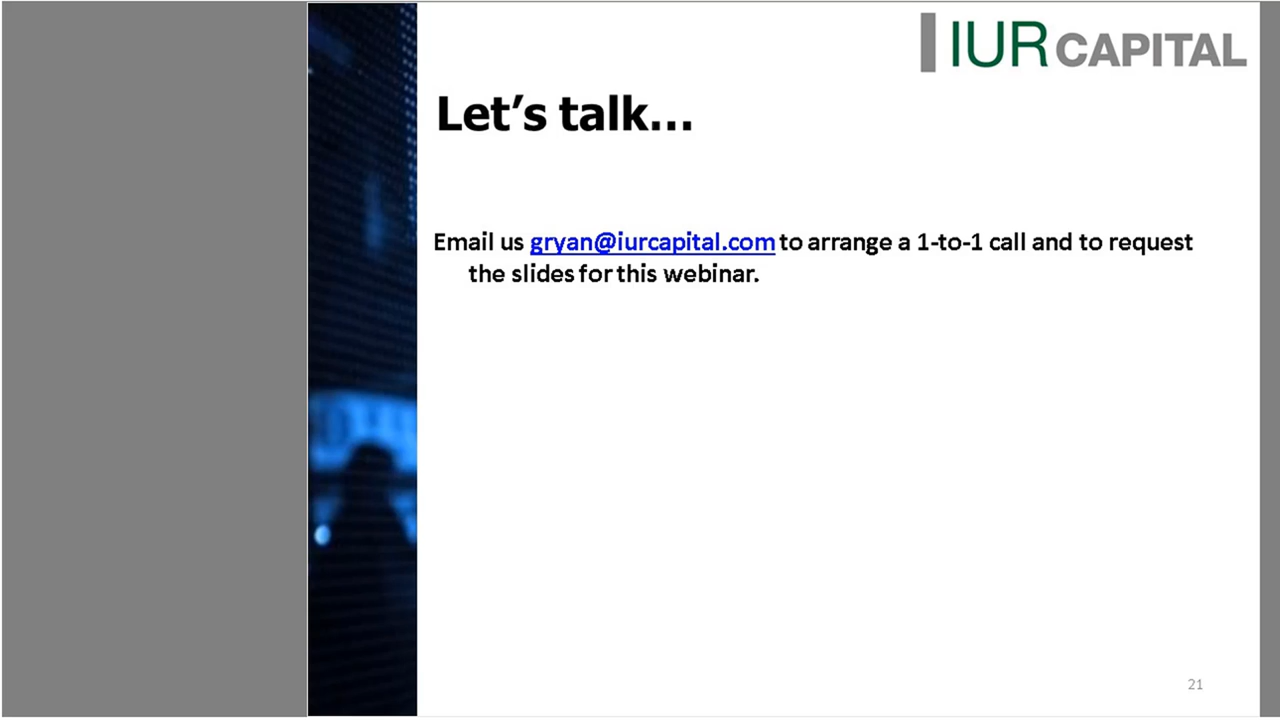 IUR CAPITAL
Let’s talk…
Email us gryan@iurcapital.com to arrange a 1-to-1 call and to request
the slides for this webinar.
21